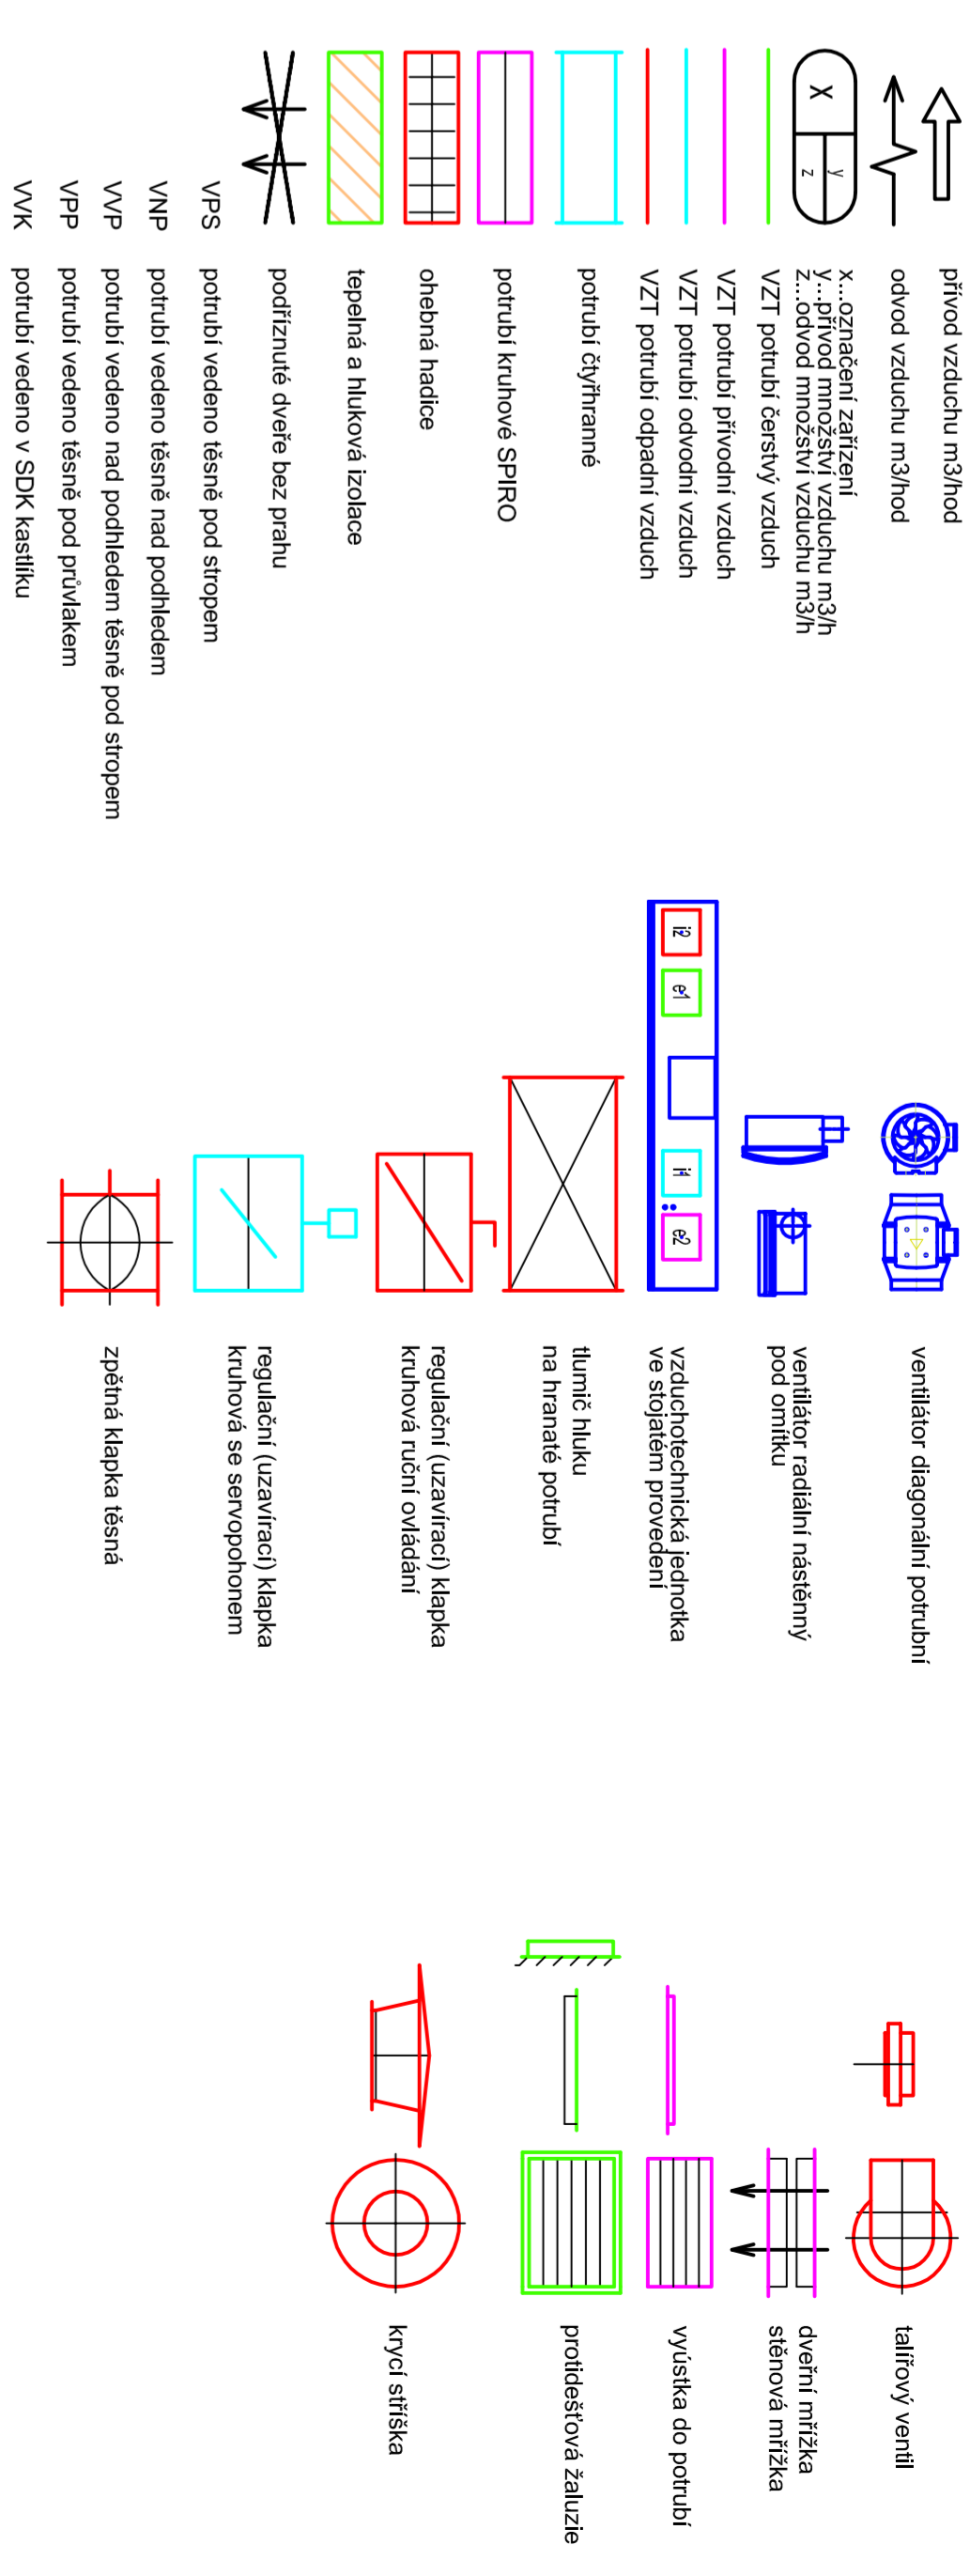 přívod vzduchu m3/hod
odvod vzduchu m3/hod
X
y
z
x...označení zařízení
y...přívod množství vzduchu m3/h
z...odvod množství vzduchu m3/h
VZT potrubí čerstvý vzduch
VZT potrubí přívodní vzduch
VZT potrubí odvodní vzduch
VZT potrubí odpadní vzduch
potrubí čtyřhranné
potrubí kruhové SPIRO
ohebná hadice
tepelná a hluková izolace
podříznuté dveře bez prahu
VPS potrubí vedeno těsně pod stropem
VNP potrubí vedeno těsně nad podhledem
VVP potrubí vedeno nad podhledem těsně pod stropem
VPP potrubí vedeno těsně pod průvlakem
VVK potrubí vedeno v SDK kastlíku
ventilátor diagonální potrubní
ventilátor radiální nástěnný
pod omítku
i2
e1
i1
e2
vzduchotechnická jednotka
ve stojatém provedení
tlumič hluku
na hranaté potrubí
regulační (uzavírací) klapka
kruhová ruční ovládání
regulační (uzavírací) klapka
kruhová se servopohonem
zpětná klapka těsná
talířový ventil
dveřní mřížka
stěnová mřížka
vyústka do potrubí
protidešťová žaluzie
krycí stříška